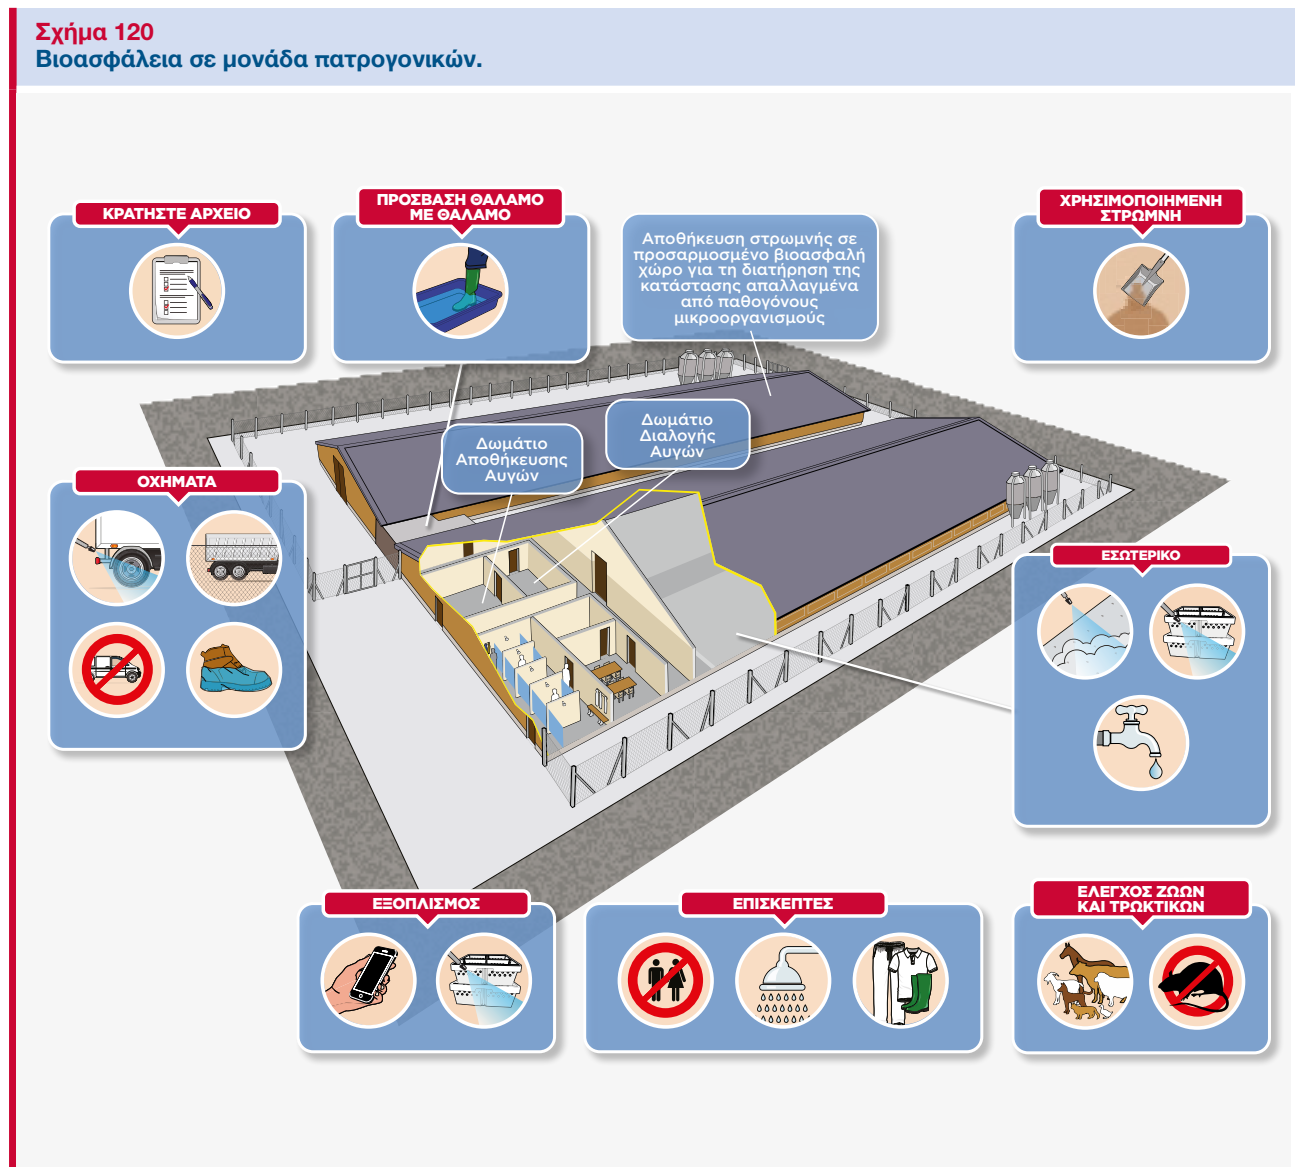 Σχήμα 120
Βιοασφάλεια σε μονάδα πατρογονικών.
ΚΡΑΤΗΣΤΕ ΑΡΧΕΙΟ
ΠΡΟΣΒΑΣΗ ΘΑΛΑΜΟ
ΜΕ ΘΑΛΑΜΟ
Αποθήκευση στρωμνής σε
προσαρμοσμένο βιοασφαλή
χώρο για τη διατήρηση της
κατάστασης απαλλαγμένα
από παθογόνους
μικροοργανισμούς
ΧΡΗΣΙΜΟΠΟΙΗΜΕΝΗ
ΣΤΡΩΜΝΗ
Δωμάτιο
Διαλογής
Αυγών
Δωμάτιο
Αποθήκευσης
Αυγών
ΟΧΗΜΑΤΑ
ΕΣΩΤΕΡΙΚΟ
ΕΞΟΠΛΙΣΜΟΣ
ΕΠΙΣΚΕΠΤΕΣ
ΕΛΕΓΧΟΣ ΖΩΩΝ
ΚΑΙ ΤΡΩΚΤΙΚΩΝ